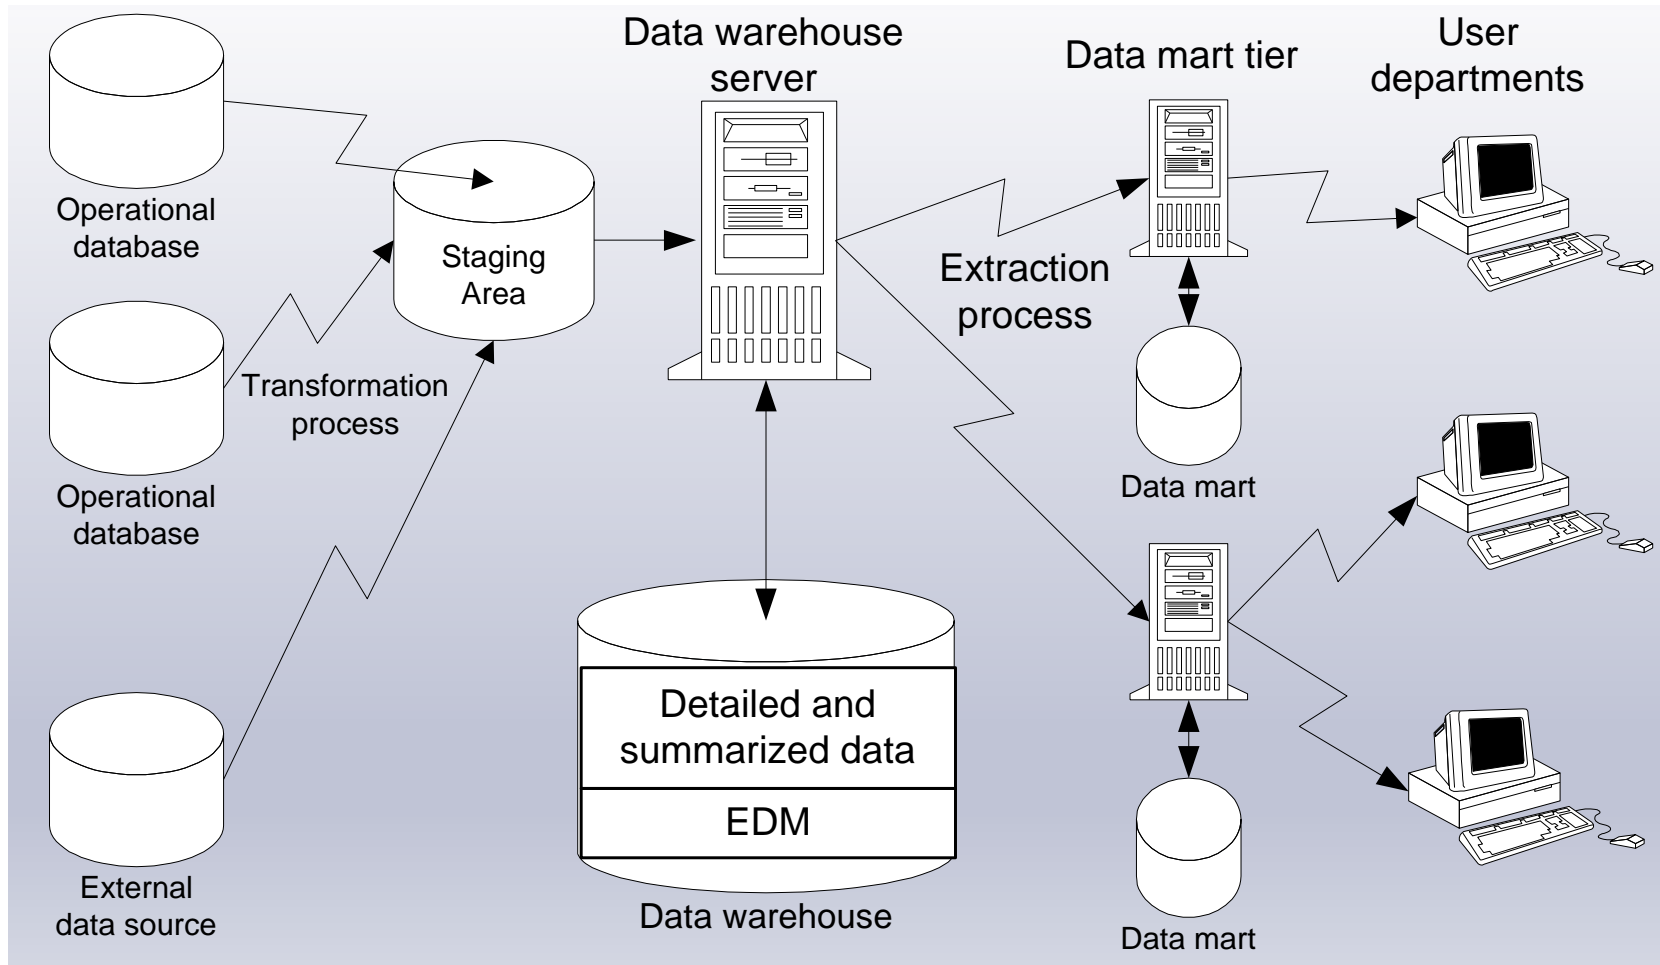 Data warehouse
server
Data mart tier
User
departments
Operational
database
Staging
Area
Extraction
process
Transformation
process
Operational
database
Data mart
Detailed and
summarized data
EDM
External
data source
Data warehouse
Data mart